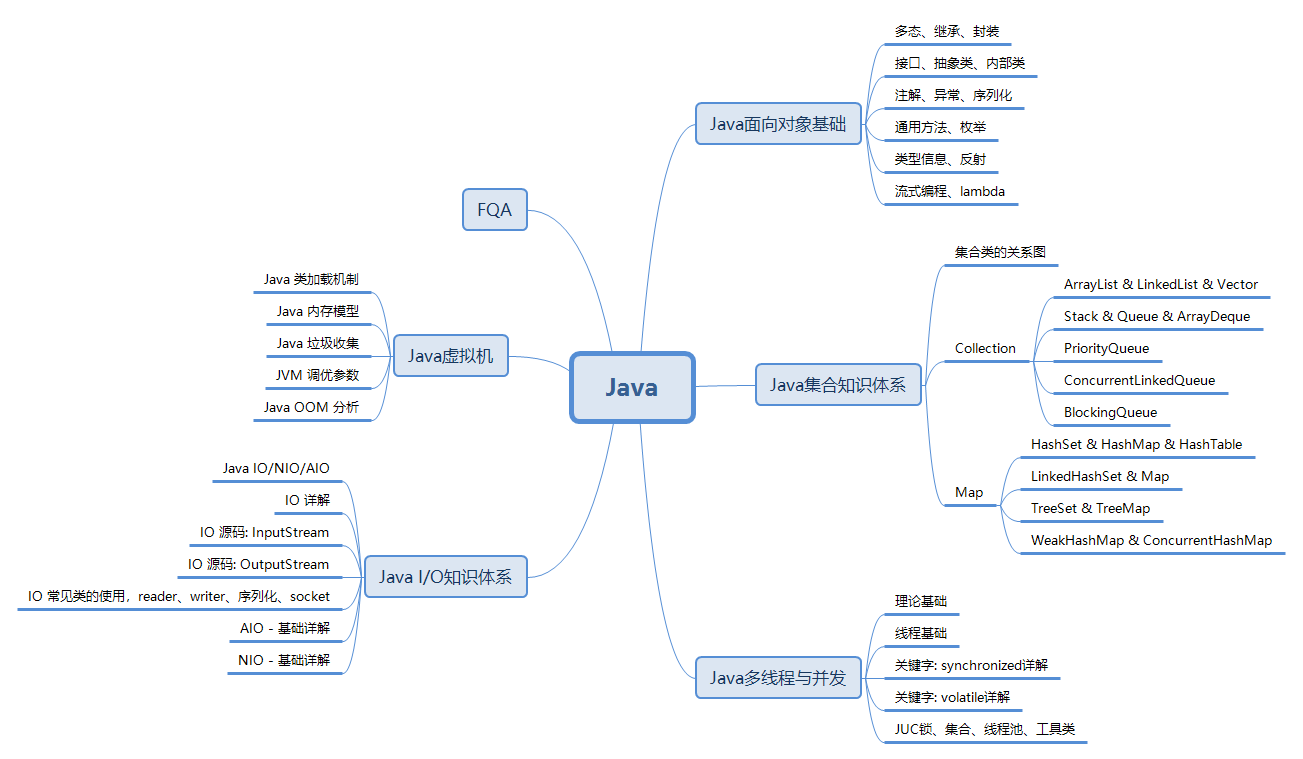 Java
Java面向对象基础
多态、继承、封装
接口、抽象类、内部类
注解、异常、序列化
通用方法、枚举
类型信息、反射
流式编程、lambda
Java集合知识体系
集合类的关系图
Collection
ArrayList & LinkedList & Vector
Stack & Queue & ArrayDeque
PriorityQueue
ConcurrentLinkedQueue
BlockingQueue
Map
HashSet & HashMap & HashTable
LinkedHashSet & Map
TreeSet & TreeMap
WeakHashMap & ConcurrentHashMap
Java多线程与并发
理论基础
线程基础
关键字: synchronized详解
关键字: volatile详解
JUC锁、集合、线程池、工具类
FQA
Java虚拟机
Java 类加载机制
Java 内存模型
Java 垃圾收集
JVM 调优参数
Java OOM 分析
Java I/O知识体系
Java IO/NIO/AIO
IO 详解
IO 源码: InputStream
IO 源码: OutputStream
IO 常见类的使用，reader、writer、序列化、socket
AIO - 基础详解
NIO - 基础详解